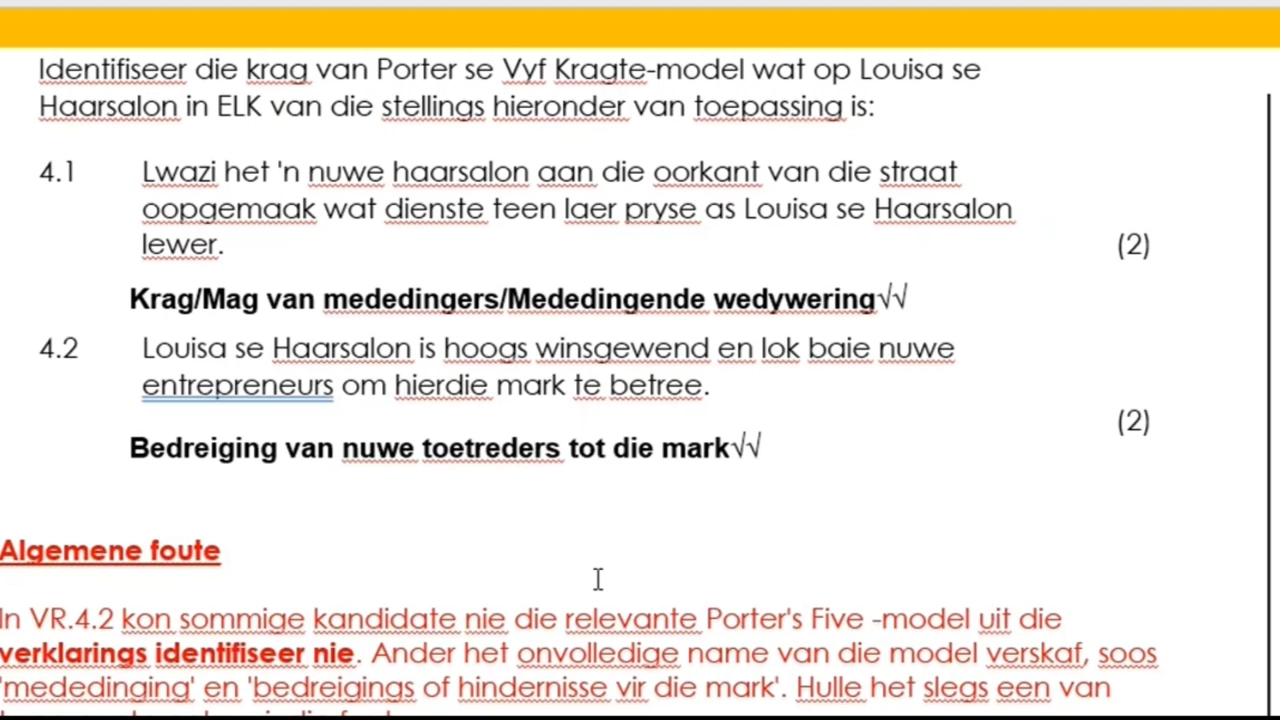 Identifiseer die krag van Porter se Vyf Kragte-model wat op Louisa se
Haarsalon in ELK van die stellings hieronder van toepassing is:
4.1 Lwazi het 'n nuwe haarsalon aan die oorkant van die straat
oopgemaak wat dienste teen laer pryse as Louisa se Haarsalon
lewer. (2)
Krag/Mag van mededingers/Mededingende wedywering√√
4.2 Louisa se Haarsalon is hoogs winsgewend en lok baie nuwe
entrepreneurs om hierdie mark te betree.
(2)
Bedreiging van nuwe toetreders tot die mark√√
Algemene foute
In VR.4.2 kon sommige kandidate nie die relevante Porter's Five -model uit die
verklarings identifiseer nie. Ander het onvolledige name van die model verskaf, soos
'mededinging' en 'bedreigings of hindernisse vir die mark'. Hulle het slegs een van